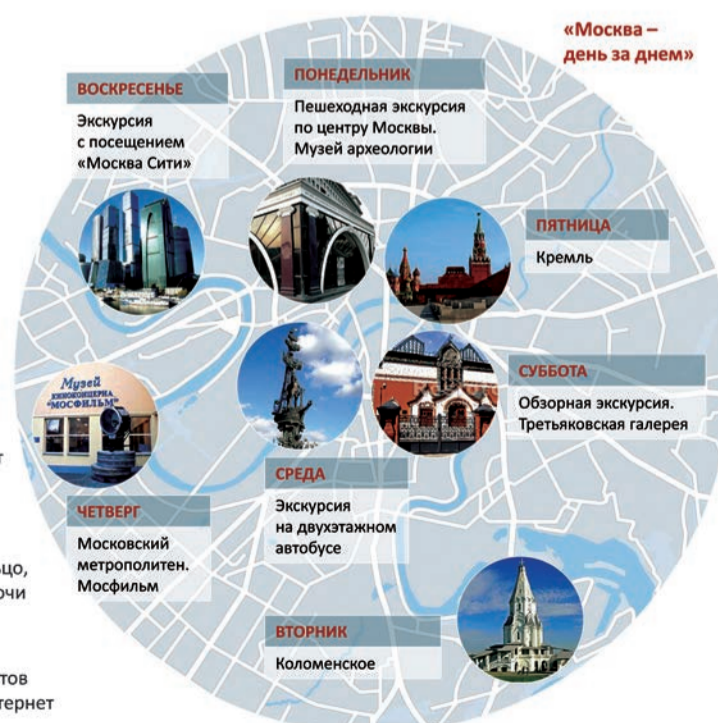 «Москва –
день за днем»
ВОСКРЕСЕНЬЕ
Экскурсия
с посещением
«Москва Сити»
ПОНЕДЕЛЬНИК
Пешеходная экскурсия
по центру Москвы.
Музей археологии
ПЯТНИЦА
Кремль
СУББОТА
Обзорная экскурсия.
Третьяковская галерея
Музей
КИНОКОНЦЕРНА
"МОСФИЛЬМ"
СРЕДА
Экскурсия
на двухэтажном
автобусе
ЧЕТВЕРГ
Московский
метрополитен.
Мосфильм
ВТОРНИК
Коломенское